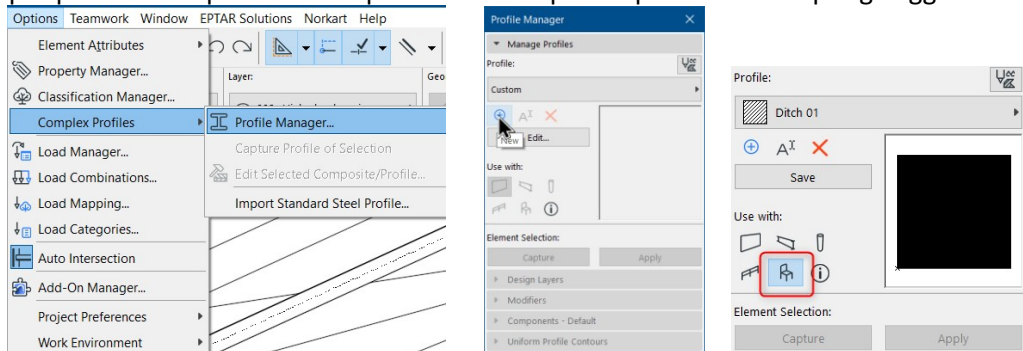 Options Teamwork Window EPTAR Solutions Norkart Help
Element Attributes
Property Manager...
Classification Manager...
Complex Profiles
Load Manager...
Load Combinations...
Load Mapping...
Load Categories...
Auto Intersection
Add-On Manager...
Project Preferences
Work Environment
Layer:
Geo
Profile Manager...
Capture Profile of Selection
Edit Selected Composite/Profile...
Import Standard Steel Profile...
Profile Manager
Manage Profiles
Profile:
Custom
New
Edit...
Use with:
Element Selection:
Capture Apply
Design Layers
Modifiers
Components - Default
Uniform Profile Contours
Profile:
Ditch 01
Save
Use with:
Element Selection:
Capture Apply